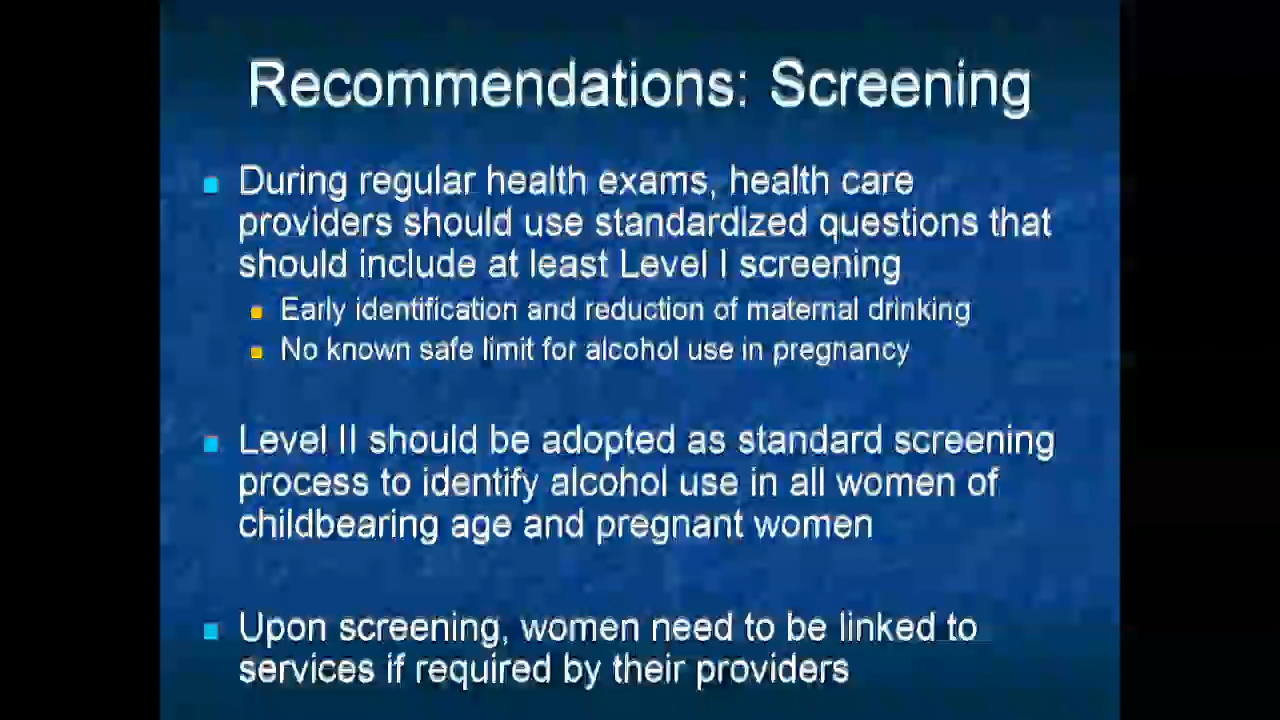 Recommendations: Screening
During regular health exams, health care
providers should use standardized questions that
should include at least Level I screening
Early identification and reduction of maternal drinking
No known safe limit for alcohol use in pregnancy
Level II should be adopted as standard screening
process to identify alcohol use in all women of
childbearing age and pregnant women
Upon screening, women need to be linked to
services if required by their providers